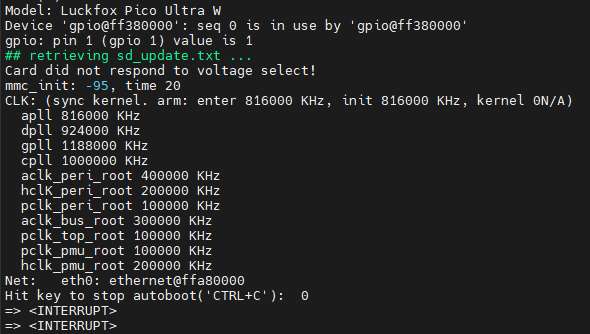 Model: Luckfox Pico Ultra W
Device 'gpio@ff380000': seq 0 is in use by 'gpio@ff380000'
gpio: pin 1 (gpio 1) value is 1
## retrieving sd_update.txt ...
Card did not respond to voltage select!
mmc_init: -95, time 20
CLK: (sync kernel. arm: enter 816000 KHz, init 816000 KHz, kernel 0N/A)
apll 816000 KHz
dpll 924000 KHz
gpll 1188000 KHz
cpll 1000000 KHz
aclk_peri_root 400000 KHz
hclK_peri_root 200000 KHz
pclk_peri_root 100000 KHz
aclk_bus_root 300000 KHz
pclk_top_root 100000 KHz
pclk_pmu_root 100000 KHz
hclk_pmu_root 200000 KHz
Net:   eth0: ethernet@ffa80000
Hit key to stop autoboot('CTRL+C'):  0
=> <INTERRUPT>
=> <INTERRUPT>